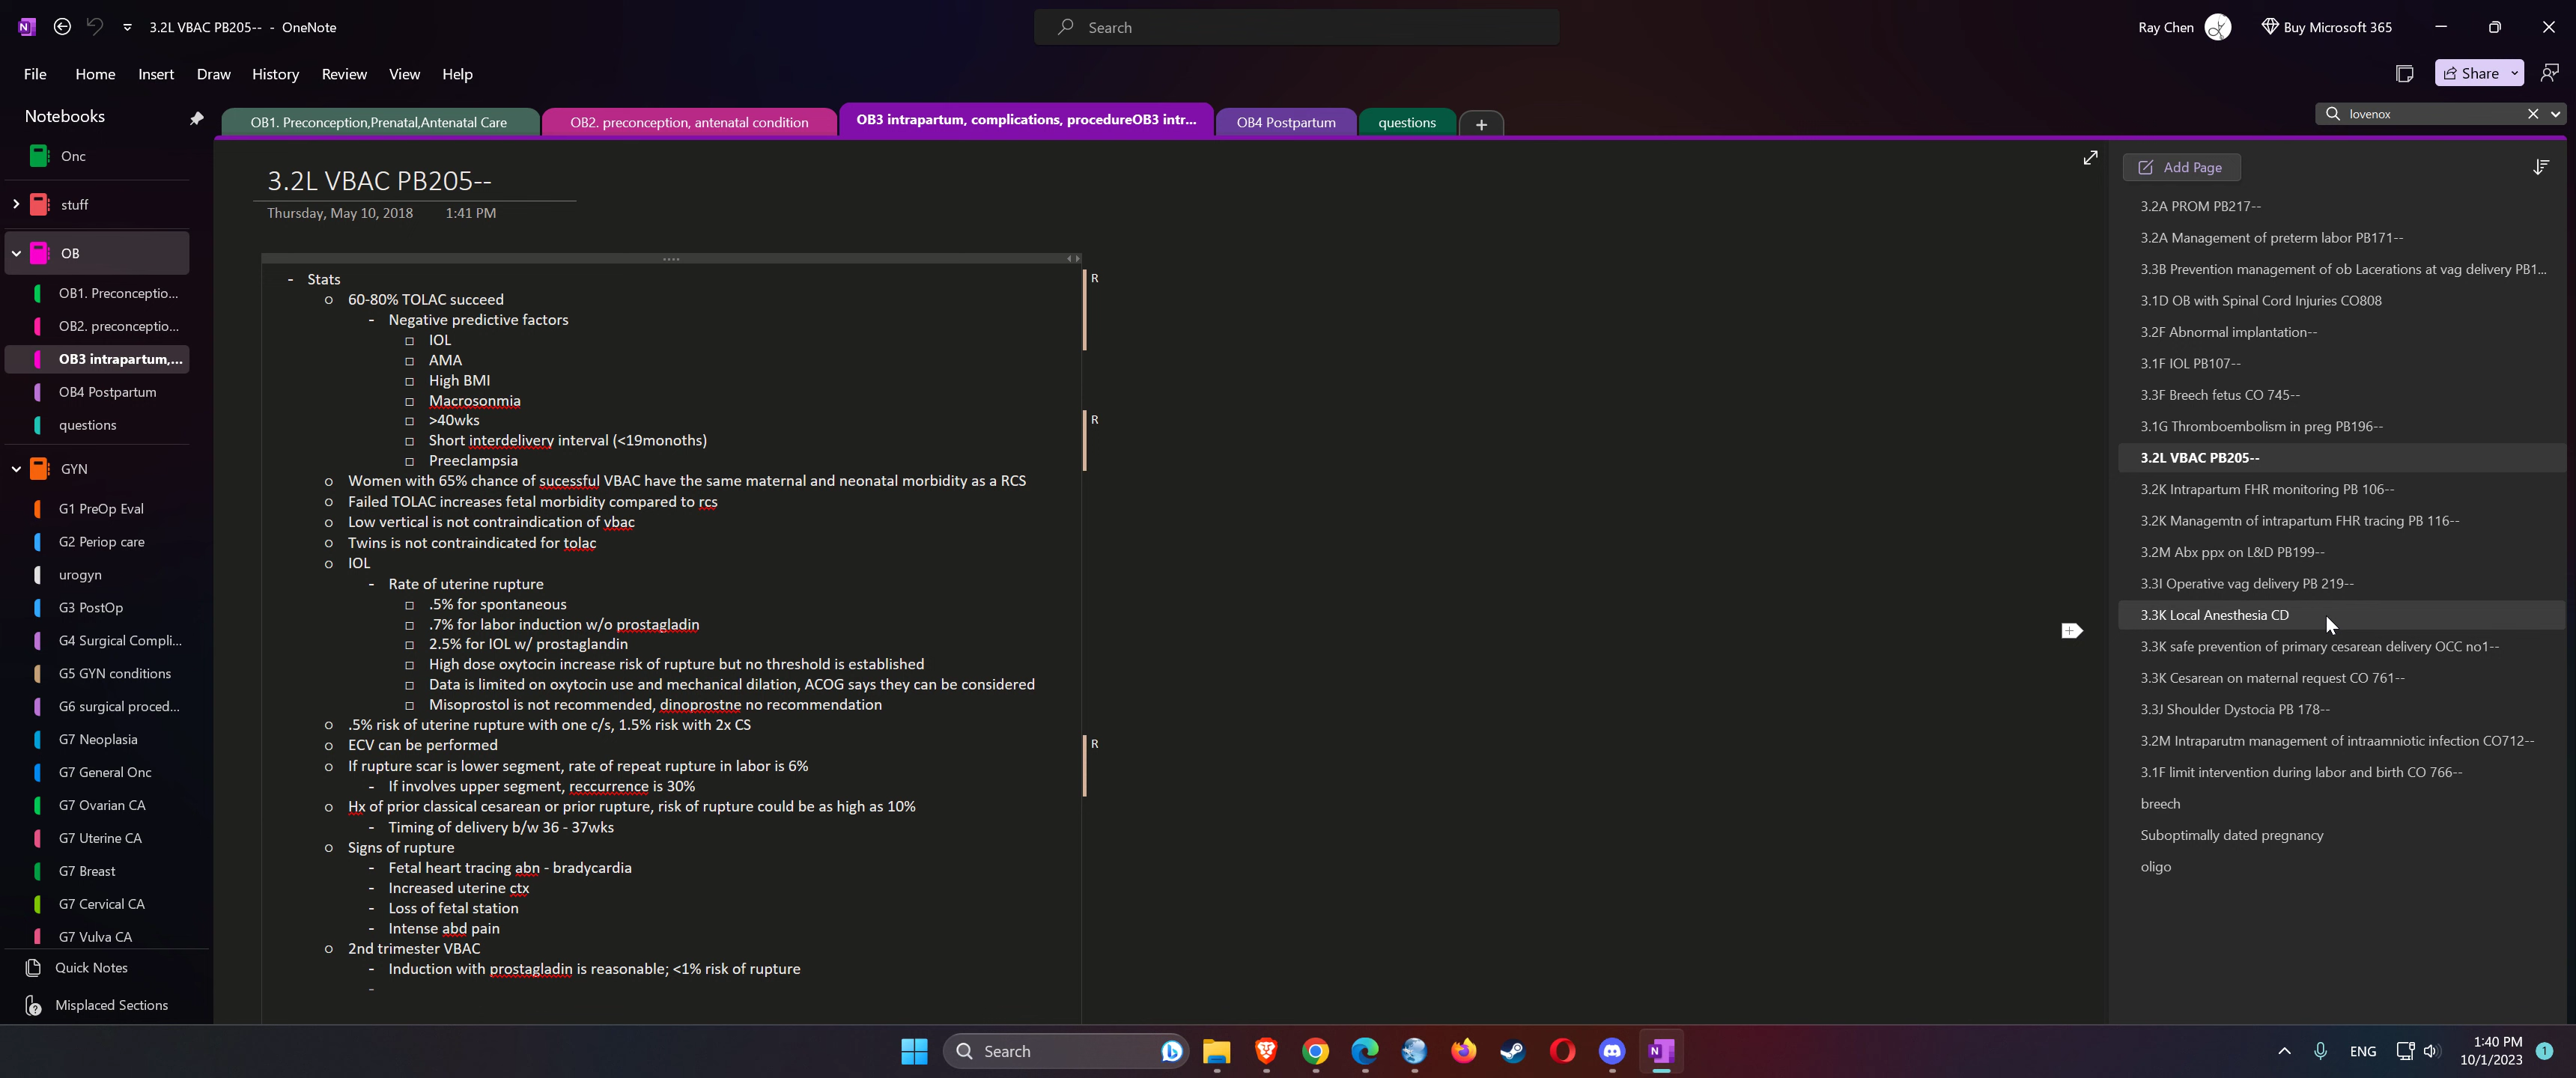 3.2L VBAC PB205-- - OneNote
Search
Ray Chen
Buy Microsoft 365
File Home Insert Draw History Review View Help
Share
Notebooks
Onc
stuff
OB
OB1. Preconceptio...
OB2. preconceptio...
OB3 intrapartum,...
OB4 Postpartum
questions
GYN
G1 PreOp Eval
G2 Periop care
urogyn
G3 PostOp
G4 Surgical Compli...
G5 GYN conditions
G6 surgical proced...
G7 Neoplasia
G7 General Onc
G7 Ovarian CA
G7 Uterine CA
G7 Breast
G7 Cervical CA
G7 Vulva CA
Quick Notes
Misplaced Sections
OB1. Preconception,Prenatal,Antenatal Care
OB2. preconception, antenatal condition
OB3 intrapartum, complications, procedureOB3 intr...
OB4 Postpartum
questions
+
lovenox
3.2L VBAC PB205--
Thursday, May 10, 2018 1:41 PM
- Stats
o 60-80% TOLAC succeed
- Negative predictive factors
□ IOL
□ AMA
□ High BMI
□ Macrosonmia
□ >40wks
□ Short interdelivery interval (<19monoths)
□ Preeclampsia
o Women with 65% chance of sucessful VBAC have the same maternal and neonatal morbidity as a RCS
o Failed TOLAC increases fetal morbidity compared to rcs
o Low vertical is not contraindication of vbac
o Twins is not contraindicated for tolac
o IOL
- Rate of uterine rupture
□ .5% for spontaneous
□ .7% for labor induction w/o prostagladin
□ 2.5% for IOL w/ prostaglandin
□ High dose oxytocin increase risk of rupture but no threshold is established
□ Data is limited on oxytocin use and mechanical dilation, ACOG says they can be considered
□ Misoprostol is not recommended, dinoprostne no recommendation
o .5% risk of uterine rupture with one c/s, 1.5% risk with 2x CS
o ECV can be performed
o If rupture scar is lower segment, rate of repeat rupture in labor is 6%
- If involves upper segment, reccurrence is 30%
o Hx of prior classical cesarean or prior rupture, risk of rupture could be as high as 10%
- Timing of delivery b/w 36 - 37wks
o Signs of rupture
- Fetal heart tracing abn - bradycardia
- Increased uterine ctx
- Loss of fetal station
- Intense abd pain
o 2nd trimester VBAC
- Induction with prostagladin is reasonable; <1% risk of rupture
-
R
R
R
Add Page
3.2A PROM PB217--
3.2A Management of preterm labor PB171--
3.3B Prevention management of ob Lacerations at vag delivery PB1...
3.1D OB with Spinal Cord Injuries CO808
3.2F Abnormal implantation--
3.1F IOL PB107--
3.3F Breech fetus CO 745--
3.1G Thromboembolism in preg PB196--
3.2L VBAC PB205--
3.2K Intrapartum FHR monitoring PB 106--
3.2K Managemtn of intrapartum FHR tracing PB 116--
3.2M Abx ppx on L&D PB199--
3.3I Operative vag delivery PB 219--
3.3K Local Anesthesia CD
3.3K safe prevention of primary cesarean delivery OCC no1--
3.3K Cesarean on maternal request CO 761--
3.3J Shoulder Dystocia PB 178--
3.2M Intraparutm management of intraamniotic infection CO712--
3.1F limit intervention during labor and birth CO 766--
breech
Suboptimally dated pregnancy
oligo
Search
ENG
1:40 PM
10/1/2023
1